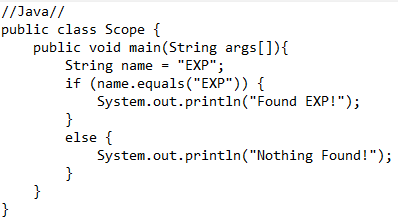 //Java//
public class Scope {
    public void main(String args[]){
        String name = "EXP";
        if (name.equals("EXP")) {
            System.out.println("Found EXP!");
        }
        else {
            System.out.println("Nothing Found!");
        }
    }
}